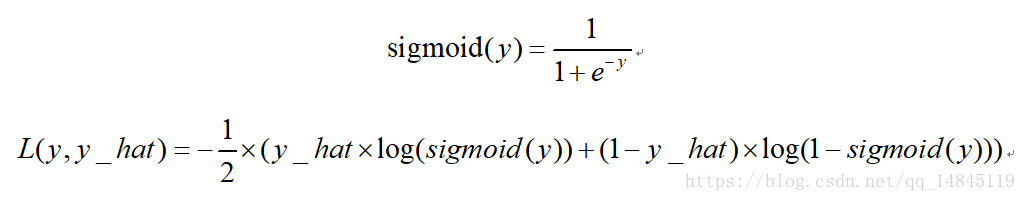 sigmoid(y) = 1 / (1 + e^{-y})
L(y, y_hat) = -1/2 × (y_hat × log(sigmoid(y)) + (1 - y_hat) × log(1 - sigmoid(y)))
https://blog.csdn.net/qq_14845119